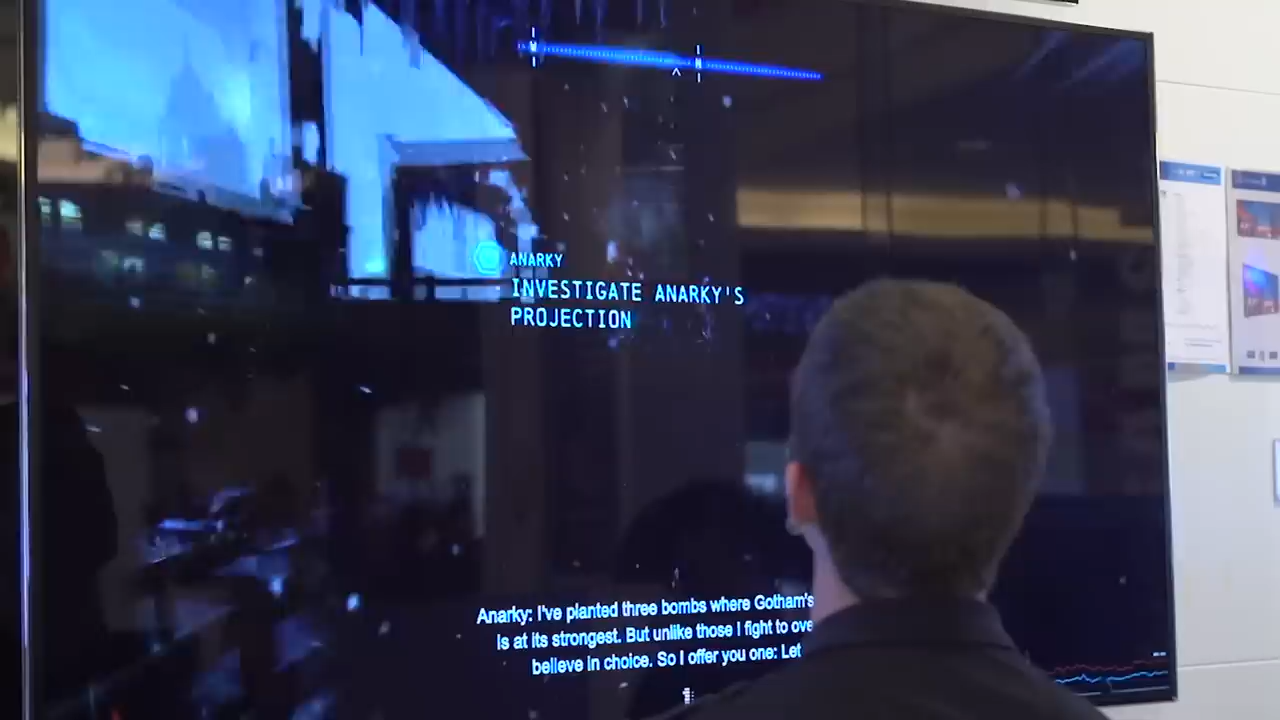 W
N
ANARKY
INVESTIGATE ANARKY'S
PROJECTION
Anarky: I've planted three bombs where Gotham's
is at its strongest. But unlike those I fight to
believe in choice. So I offer you one: Let